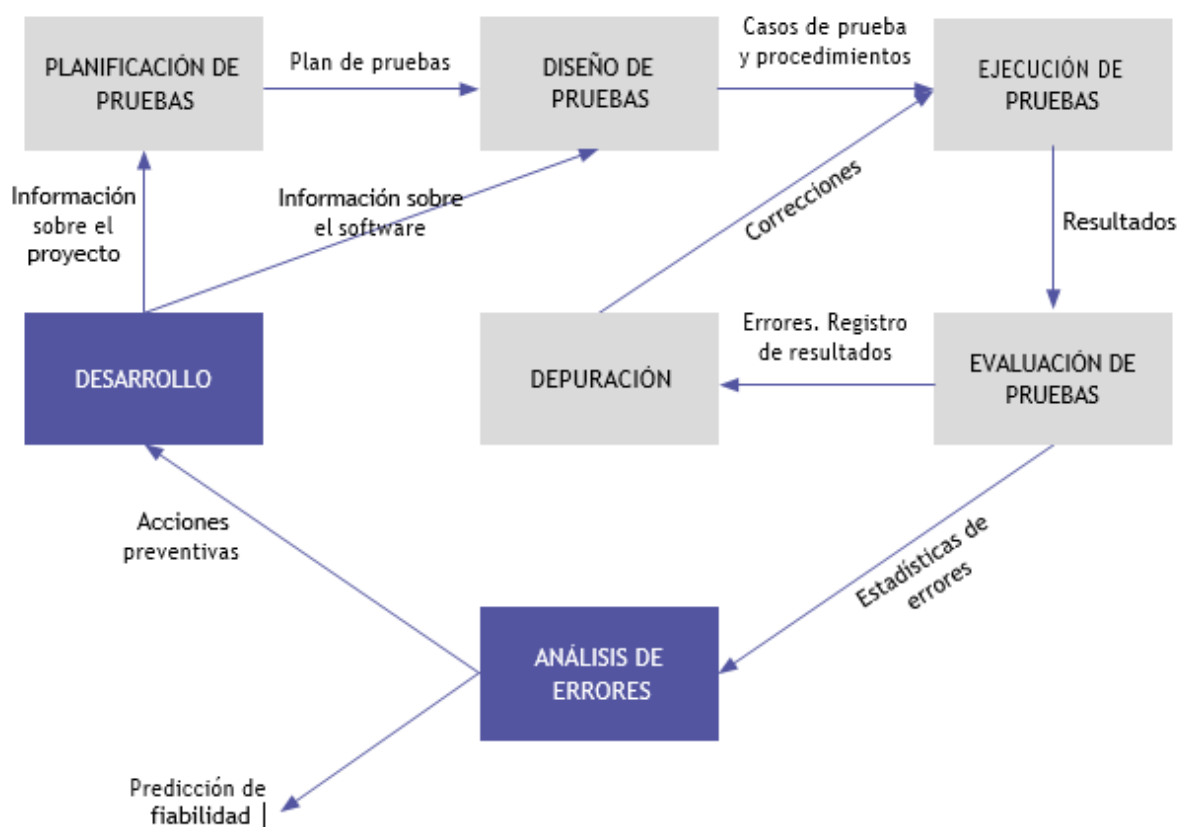 PLANIFICACIÓN DE
PRUEBAS
Plan de pruebas
DISEÑO DE
PRUEBAS
Casos de prueba
y procedimientos
EJECUCIÓN DE
PRUEBAS
Información
sobre el
proyecto
Información sobre
el software
Correcciones
Resultados
DESARROLLO
DEPURACIÓN
Errores. Registro
de resultados
EVALUACIÓN DE
PRUEBAS
Acciones
preventivas
Estadísticas de
errores
ANÁLISIS DE
ERRORES
Predicción de
fiabilidad